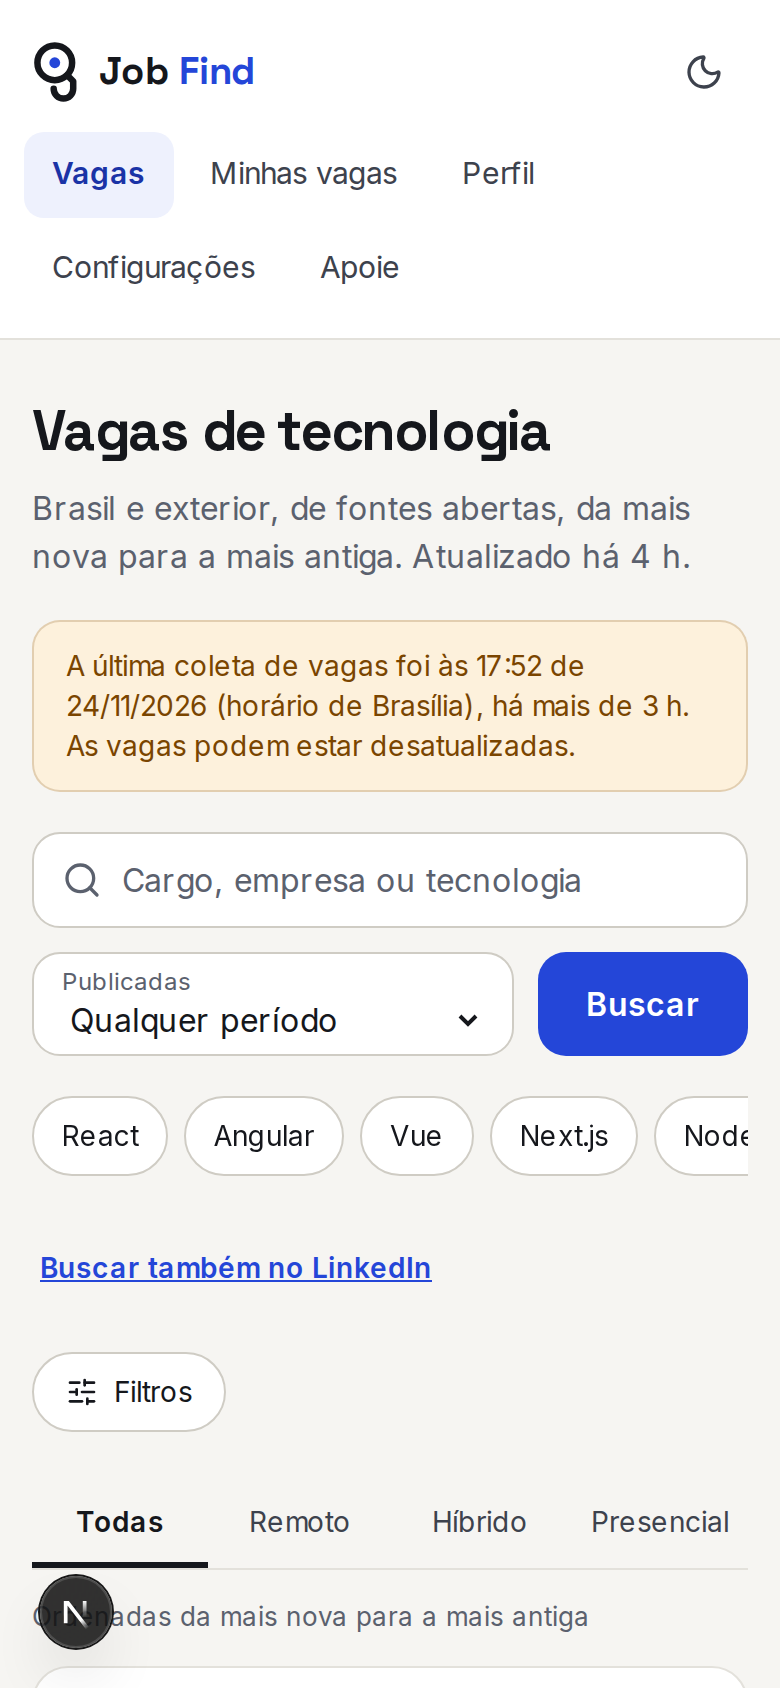 Job Find
Vagas
Minhas vagas
Perfil
Configurações
Apoie
Vagas de tecnologia
Brasil e exterior, de fontes abertas, da mais
nova para a mais antiga. Atualizado há 4 h.
A última coleta de vagas foi às 17:52 de
24/11/2026 (horário de Brasília), há mais de 3 h.
As vagas podem estar desatualizadas.
Cargo, empresa ou tecnologia
Publicadas
Qualquer período
Buscar
React
Angular
Vue
Next.js
Node
Buscar também no LinkedIn
Filtros
Todas
Remoto
Híbrido
Presencial
Ordenadas da mais nova para a mais antiga
N